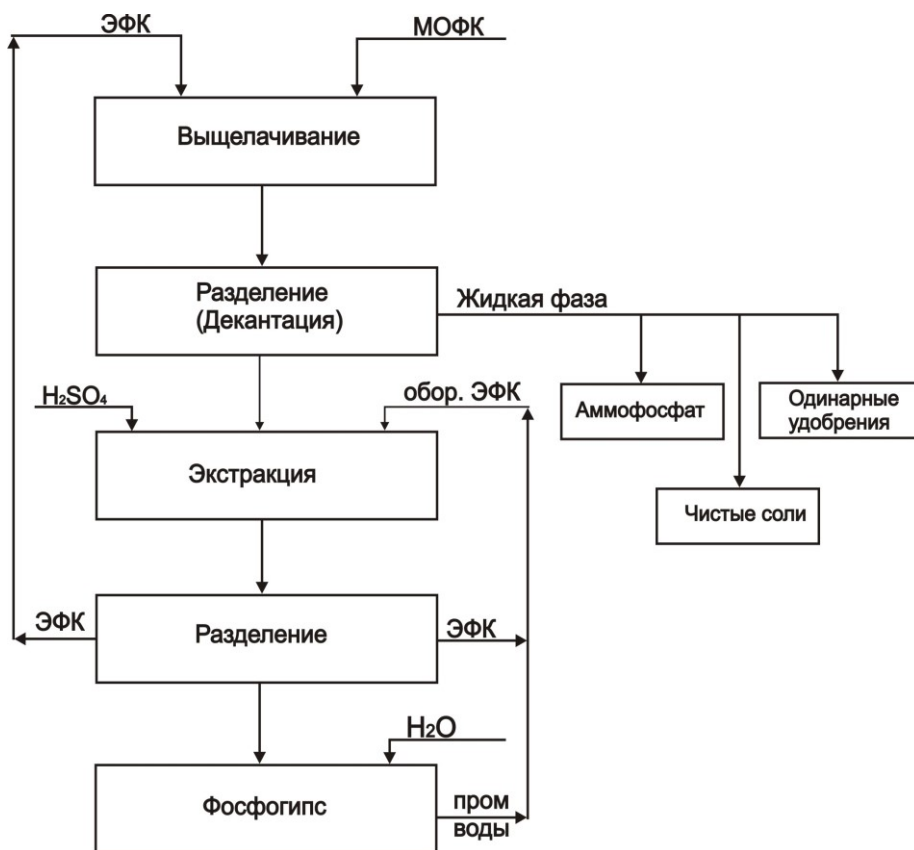 ЭФК
МОФК
Выщелачивание
Разделение
(Декантация)
Жидкая фаза
H₂SO₄
обор. ЭФК
Аммофосфат
Одинарные
удобрения
Экстракция
Чистые соли
ЭФК
Разделение
ЭФК
H₂O
Фосфогипс
пром
воды